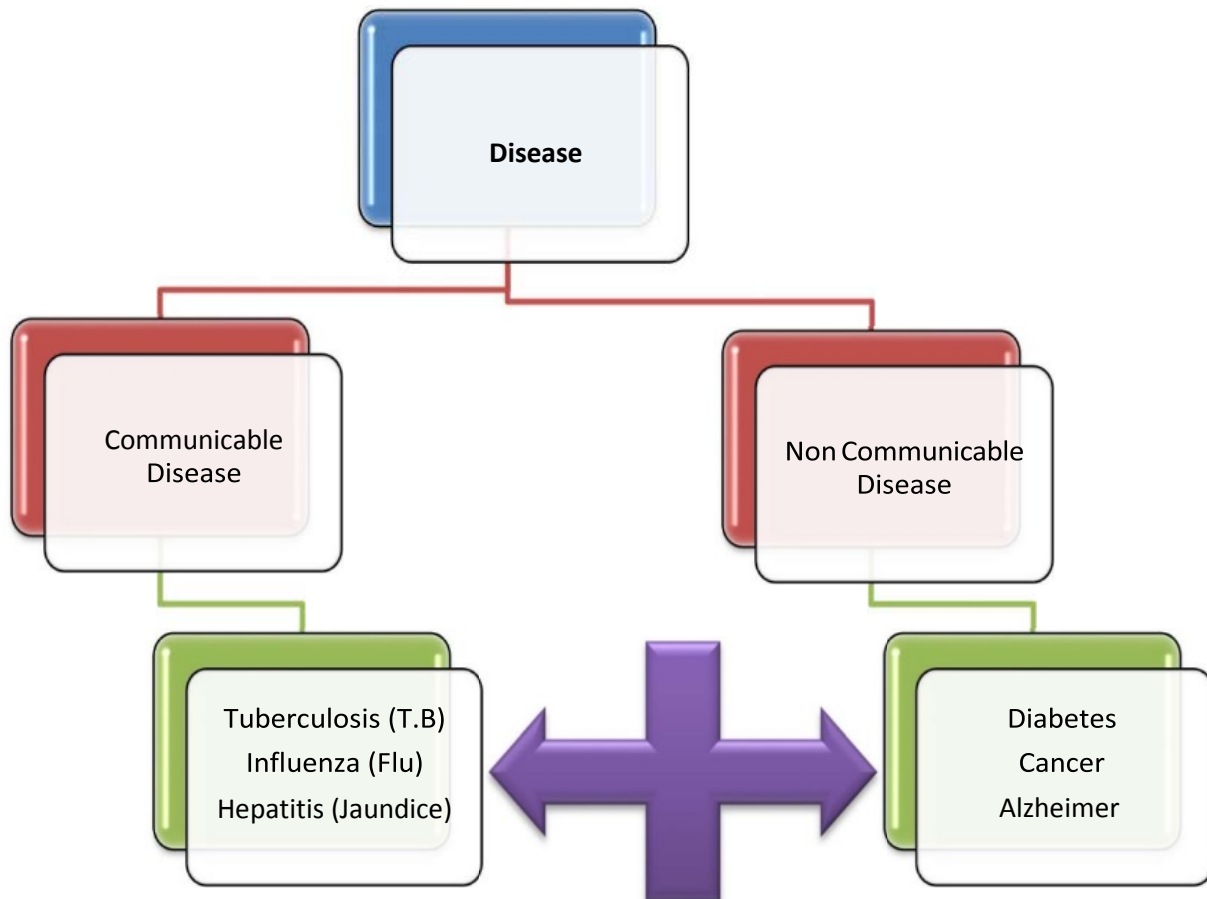 Disease
Communicable
Disease
Non Communicable
Disease
Tuberculosis (T.B)
Influenza (Flu)
Hepatitis (Jaundice)
Diabetes
Cancer
Alzheimer